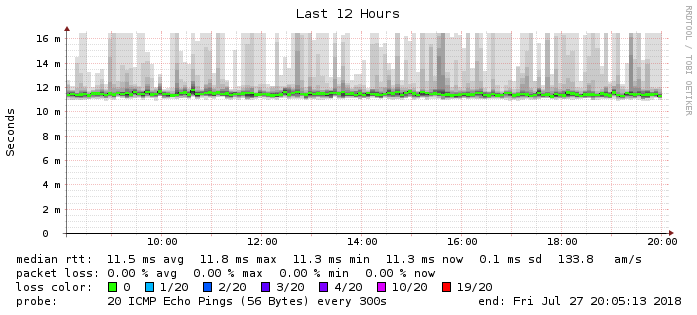 Last 12 Hours
RRDTOOL / TOBI OETIKER
Seconds
16 m
14 m
12 m
10 m
8 m
6 m
4 m
2 m
0
10:00 12:00 14:00 16:00 18:00 20:00
median rtt: 11.5 ms avg 11.8 ms max 11.3 ms min 11.3 ms now 0.1 ms sd 133.8 am/s
packet loss: 0.00 % avg 0.00 % max 0.00 % min 0.00 % now
loss color: 0 1/20 2/20 3/20 4/20 10/20 19/20
probe: 20 ICMP Echo Pings (56 Bytes) every 300s end: Fri Jul 27 20:05:13 2018